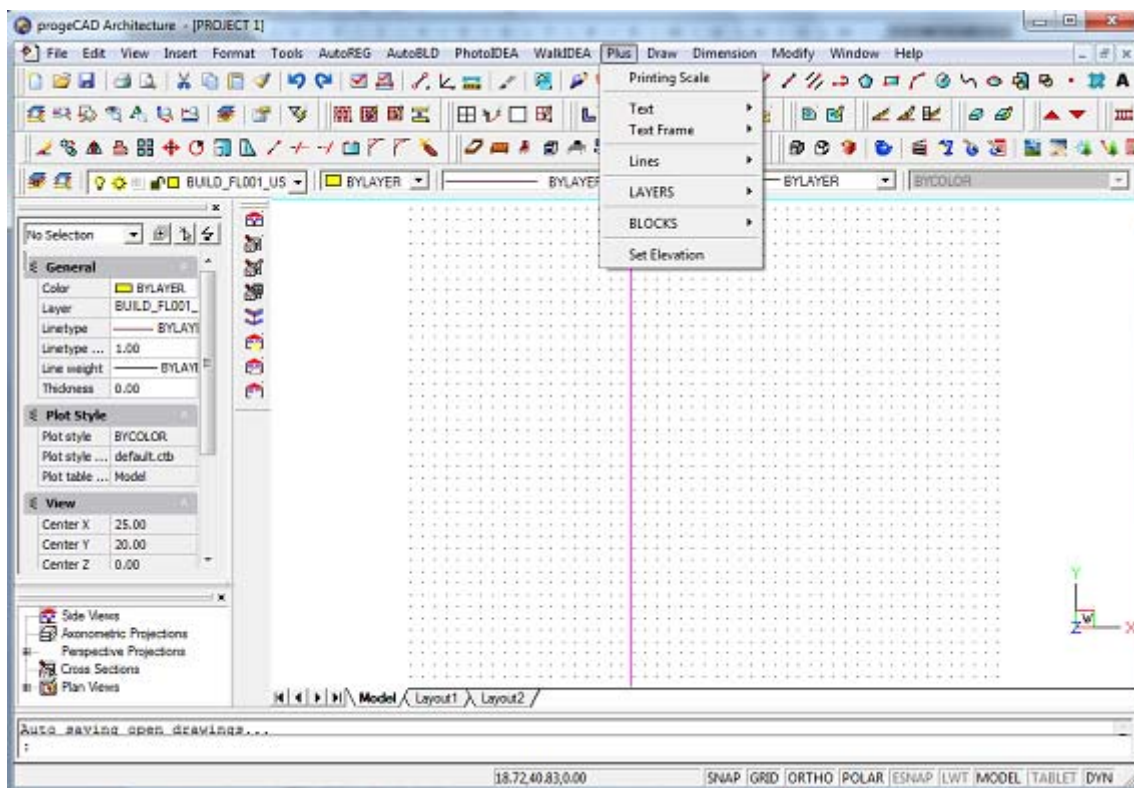 progeCAD Architecture - [PROJECT 1]
File Edit View Insert Format Tools AutoREG AutoBLD PhotoIDEA WalkIDEA Plus Draw Dimension Modify Window Help
Printing Scale
Text
Text Frame
Lines
LAYERS
BLOCKS
Set Elevation
BUILD_FL001_US BYLAYER BYLAYER BYLAYER BYCOLOR
No Selection
General
Color BYLAYER
Layer BUILD_FL001_
Linetype BYLAYE
Linetype ... 1.00
Line weight BYLAYE
Thickness 0.00
Plot Style
Plot style BYCOLOR
Plot style ... default.ctb
Plot table ... Model
View
Center X 25.00
Center Y 20.00
Center Z 0.00
Side Views
Axonometric Projections
Perspective Projections
Cross Sections
Plan Views
Y
W
Z X
Model Layout1 Layout2
Auto saving open drawings...
:
18.72,40.83,0.00 SNAP GRID ORTHO POLAR ESNAP LWT MODEL TABLET DYN